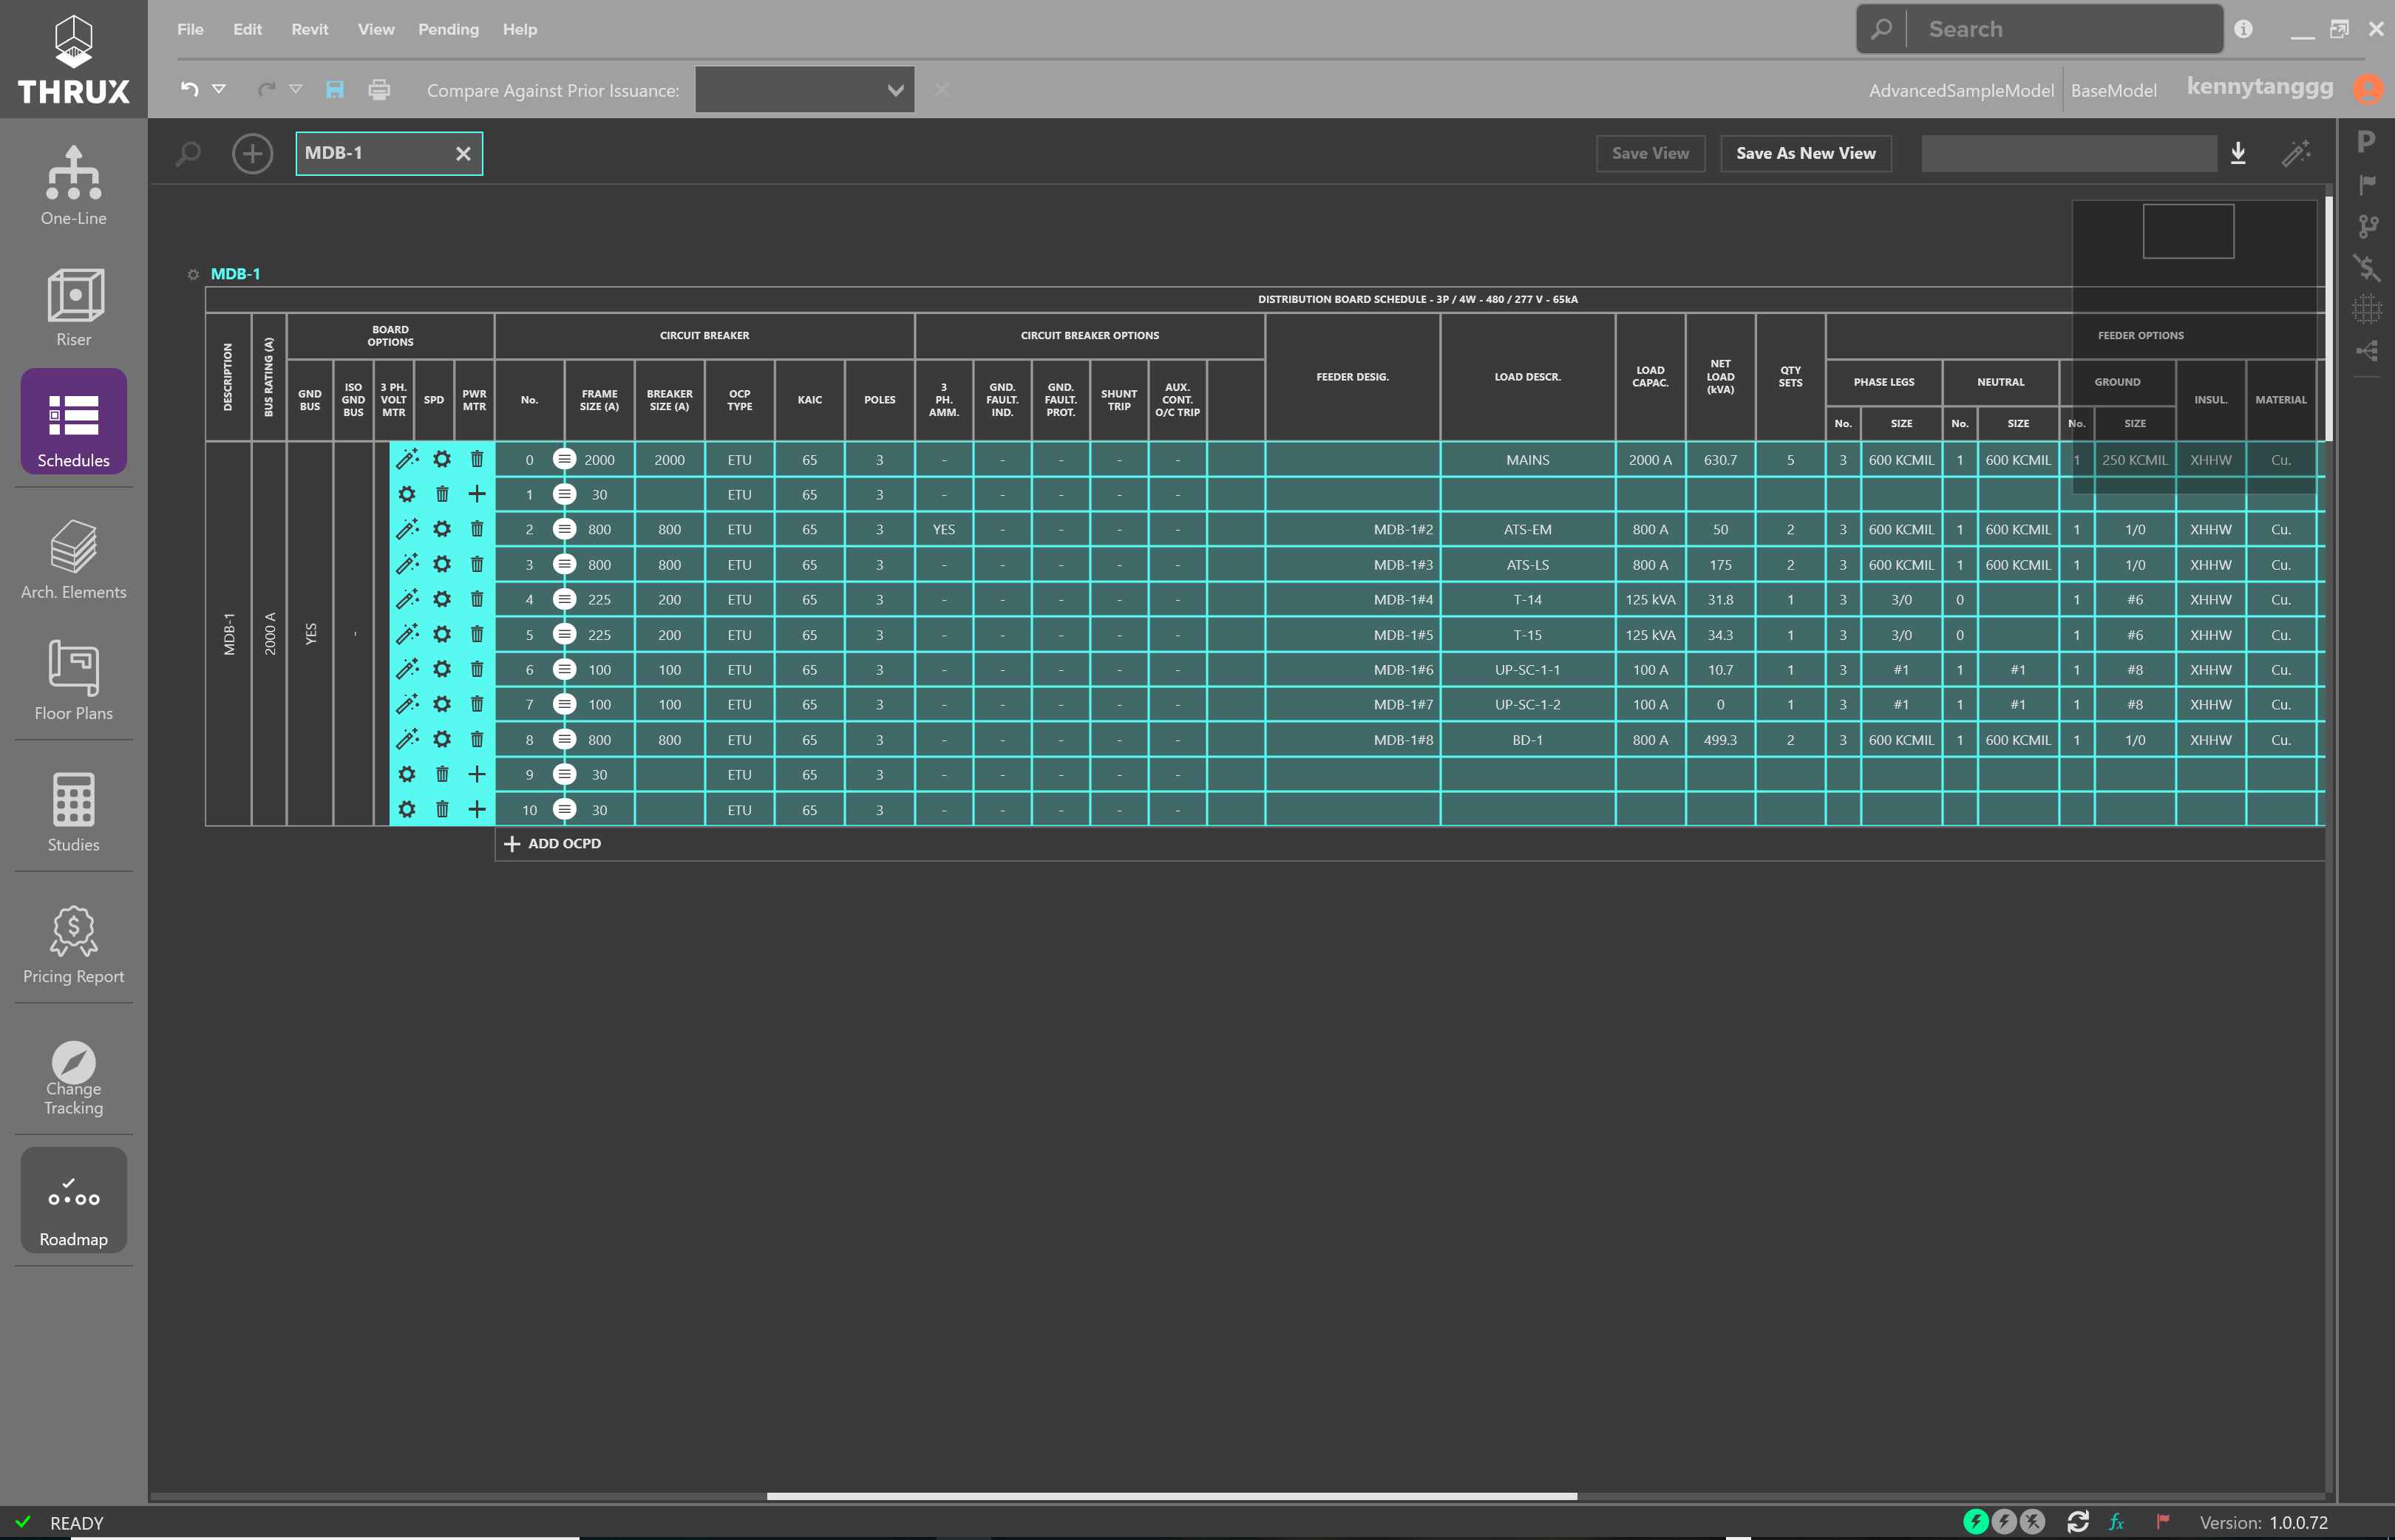 File Edit Revit View Pending Help Search
THRUX
Compare Against Prior Issuance: AdvancedSampleModel BaseModel kennytanggg
MDB-1 Save View Save As New View
One-Line
Riser
Schedules
Arch. Elements
Floor Plans
Studies
Pricing Report
Change
Tracking
Roadmap
MDB-1
DISTRIBUTION BOARD SCHEDULE - 3P / 4W - 480 / 277 V - 65kA
DESCRIPTION
BUS RATING (A)
BOARD
OPTIONS
CIRCUIT BREAKER
CIRCUIT BREAKER OPTIONS
FEEDER DESIG.
LOAD DESCR.
LOAD
CAPAC.
NET
LOAD
(kVA)
QTY
SETS
FEEDER OPTIONS
GND
BUS
ISO
GND
BUS
3 PH.
VOLT
MTR
SPD
PWR
MTR
No.
FRAME
SIZE (A)
BREAKER
SIZE (A)
OCP
TYPE
KAIC
POLES
3
PH.
AMM.
GND.
FAULT.
IND.
GND.
FAULT.
PROT.
SHUNT
TRIP
AUX.
CONT.
O/C TRIP
PHASE LEGS
NEUTRAL
GROUND
INSUL.
MATERIAL
No. SIZE No. SIZE No. SIZE
MDB-1
2000 A
YES
-
0 2000 2000 ETU 65 3 - - - - - MAINS 2000 A 630.7 5 3 600 KCMIL 1 600 KCMIL 1 250 KCMIL XHHW Cu.
1 30 ETU 65 3 - - - - -
2 800 800 ETU 65 3 YES - - - - MDB-1#2 ATS-EM 800 A 50 2 3 600 KCMIL 1 600 KCMIL 1 1/0 XHHW Cu.
3 800 800 ETU 65 3 - - - - - MDB-1#3 ATS-LS 800 A 175 2 3 600 KCMIL 1 600 KCMIL 1 1/0 XHHW Cu.
4 225 200 ETU 65 3 - - - - - MDB-1#4 T-14 125 kVA 31.8 1 3 3/0 0 1 #6 XHHW Cu.
5 225 200 ETU 65 3 - - - - - MDB-1#5 T-15 125 kVA 34.3 1 3 3/0 0 1 #6 XHHW Cu.
6 100 100 ETU 65 3 - - - - - MDB-1#6 UP-SC-1-1 100 A 10.7 1 3 #1 1 #1 1 #8 XHHW Cu.
7 100 100 ETU 65 3 - - - - - MDB-1#7 UP-SC-1-2 100 A 0 1 3 #1 1 #1 1 #8 XHHW Cu.
8 800 800 ETU 65 3 - - - - - MDB-1#8 BD-1 800 A 499.3 2 3 600 KCMIL 1 600 KCMIL 1 1/0 XHHW Cu.
9 30 ETU 65 3 - - - - -
10 30 ETU 65 3 - - - - -
ADD OCPD
READY fx Version: 1.0.0.72